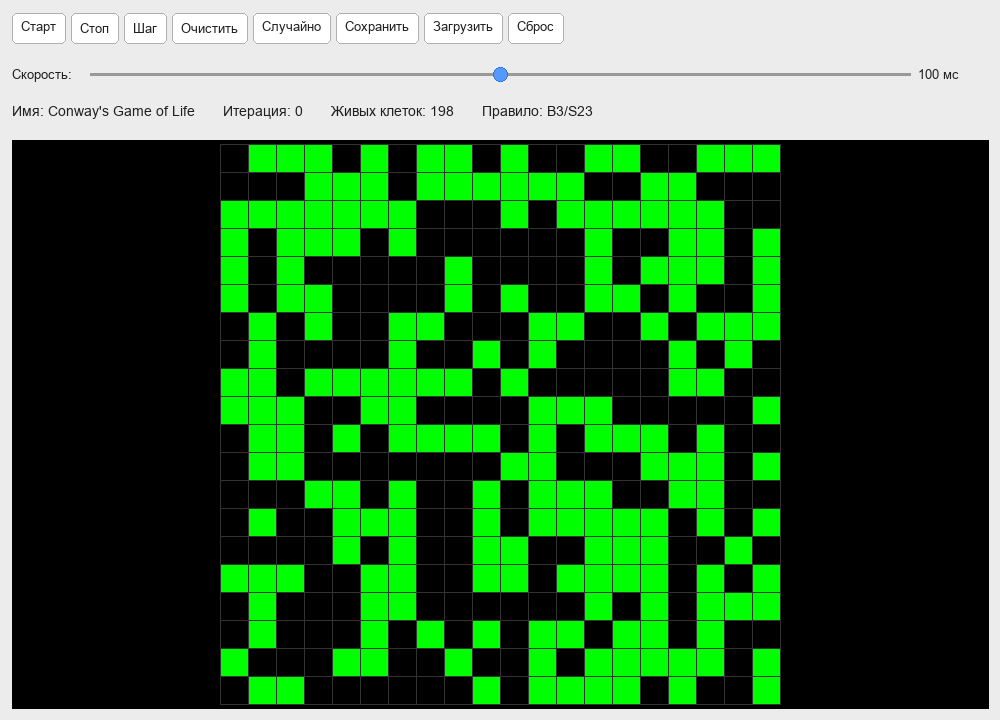 Старт Стоп Шаг Очистить Случайно Сохранить Загрузить Сброс
Скорость: 100 мс
Имя: Conway's Game of Life Итерация: 0 Живых клеток: 198 Правило: B3/S23